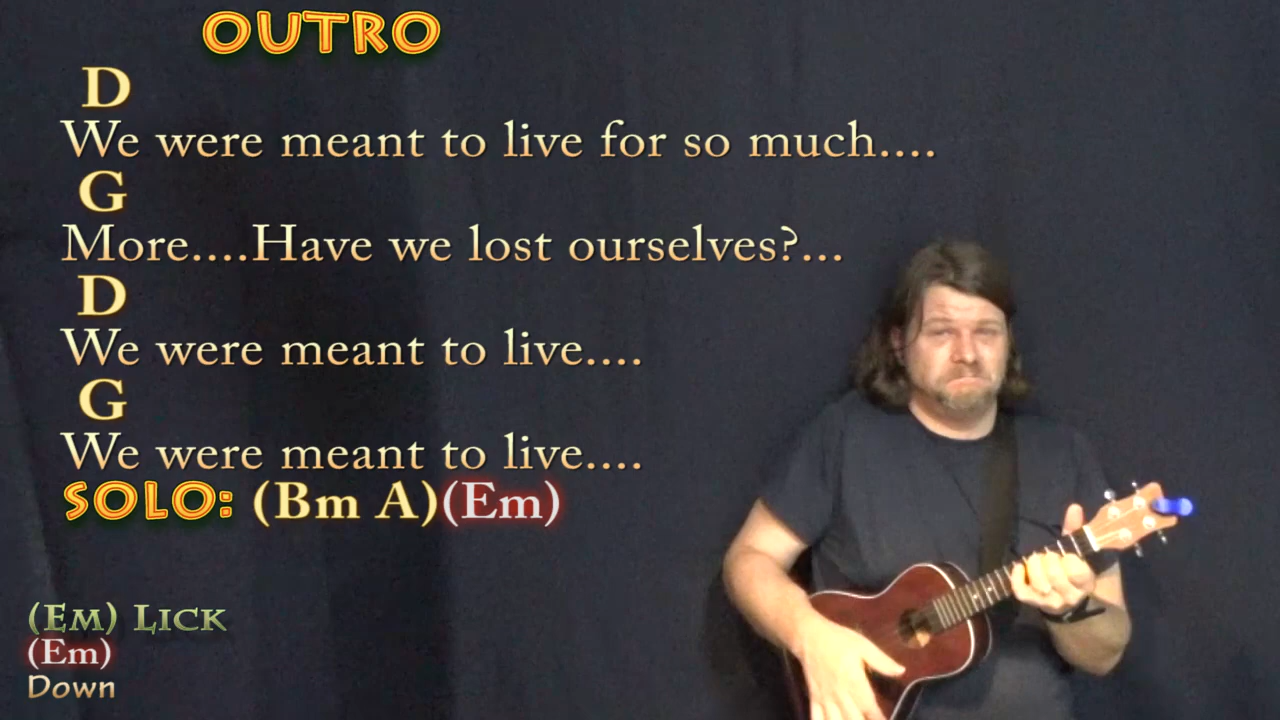 OUTRO
D
We were meant to live for so much....
G
More....Have we lost ourselves?...
D
We were meant to live....
G
We were meant to live....
SOLO: (Bm A)(Em)
(Em) Lick
(Em)
Down